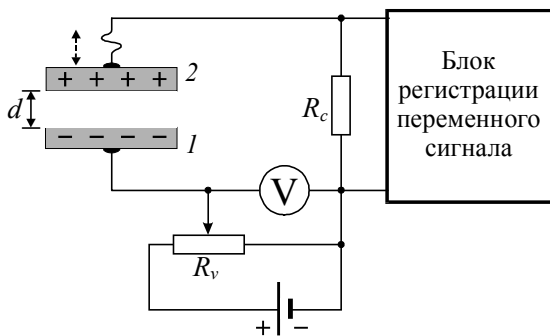 2
+ + + +
d
− − − −
1
R_c
Блок
регистрации
переменного
сигнала
V
R_v
+ −